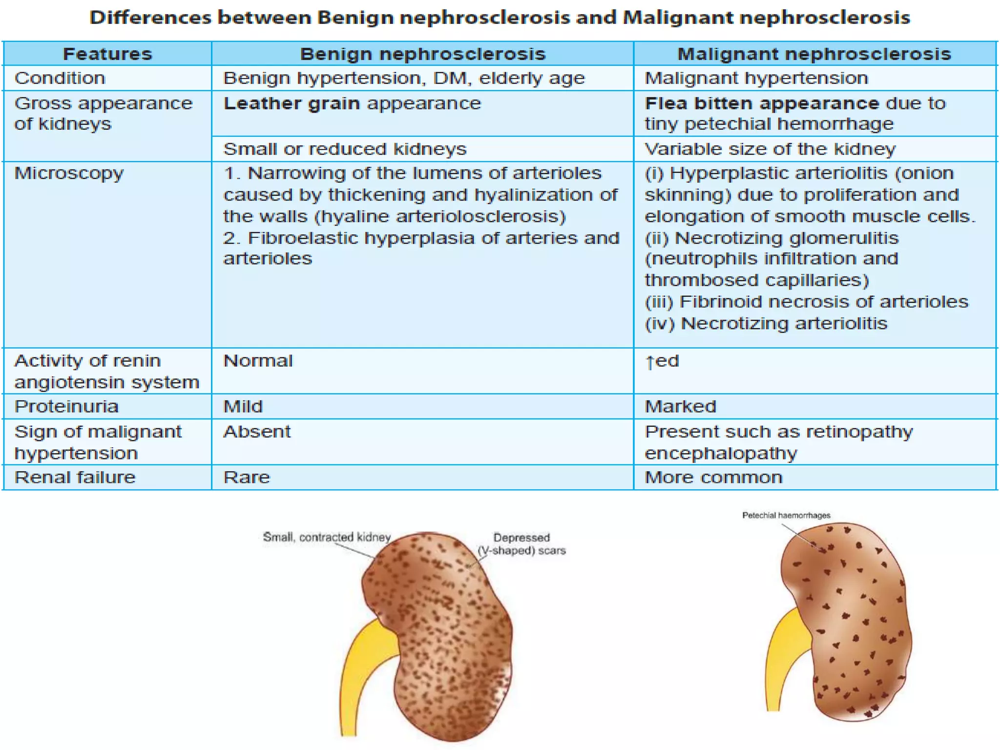 Differences between Benign nephrosclerosis and Malignant nephrosclerosis
Features
Benign nephrosclerosis
Malignant nephrosclerosis
Condition
Benign hypertension, DM, elderly age
Malignant hypertension
Gross appearance
of kidneys
Leather grain appearance
Flea bitten appearance due to
tiny petechial hemorrhage
Small or reduced kidneys
Variable size of the kidney
Microscopy
1. Narrowing of the lumens of arterioles
caused by thickening and hyalinization of
the walls (hyaline arteriolosclerosis)
2. Fibroelastic hyperplasia of arteries and
arterioles
(i) Hyperplastic arteriolitis (onion
skinning) due to proliferation and
elongation of smooth muscle cells.
(ii) Necrotizing glomerulitis
(neutrophils infiltration and
thrombosed capillaries)
(iii) Fibrinoid necrosis of arterioles
(iv) Necrotizing arteriolitis
Activity of renin
angiotensin system
Normal
↑ed
Proteinuria
Mild
Marked
Sign of malignant
hypertension
Absent
Present such as retinopathy
encephalopathy
Renal failure
Rare
More common
Small, contracted kidney
Depressed
(V-shaped) scars
Petechial haemorrhages